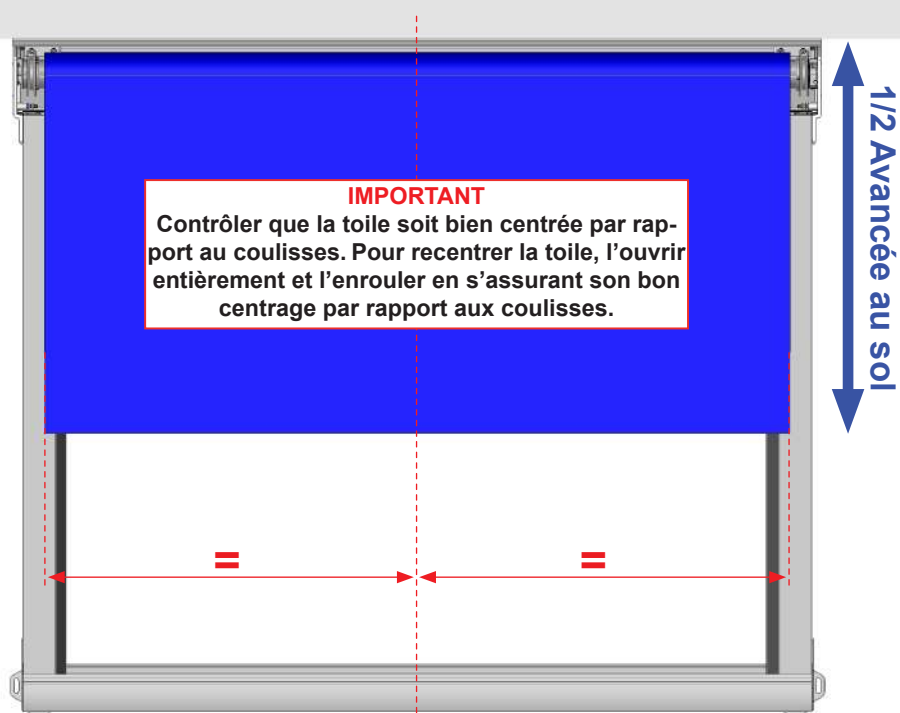 IMPORTANT
Contrôler que la toile soit bien centrée par rap-
port au coulisses. Pour recentrer la toile, l’ouvrir
entièrement et l’enrouler en s’assurant son bon
centrage par rapport aux coulisses.
1/2 Avancée au sol
= =